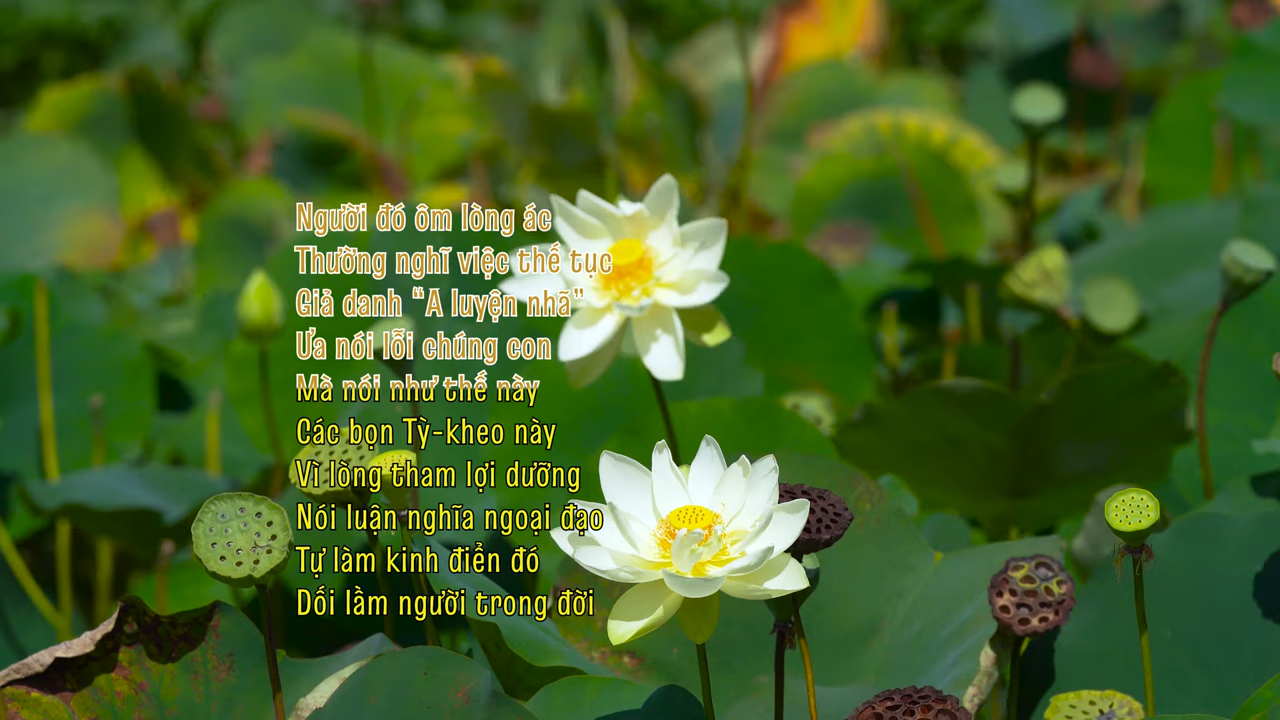 Người đó ôm lòng ác
Thường nghĩ việc thế tục
Giả danh “A luyện nhã”
Ưa nói lỗi chúng con
Mà nói như thế này
Các bọn Tỳ-kheo này
Vì lòng tham lợi dưỡng
Nói luận nghĩa ngoại đạo
Tự làm kinh điển đó
Dối lầm người trong đời